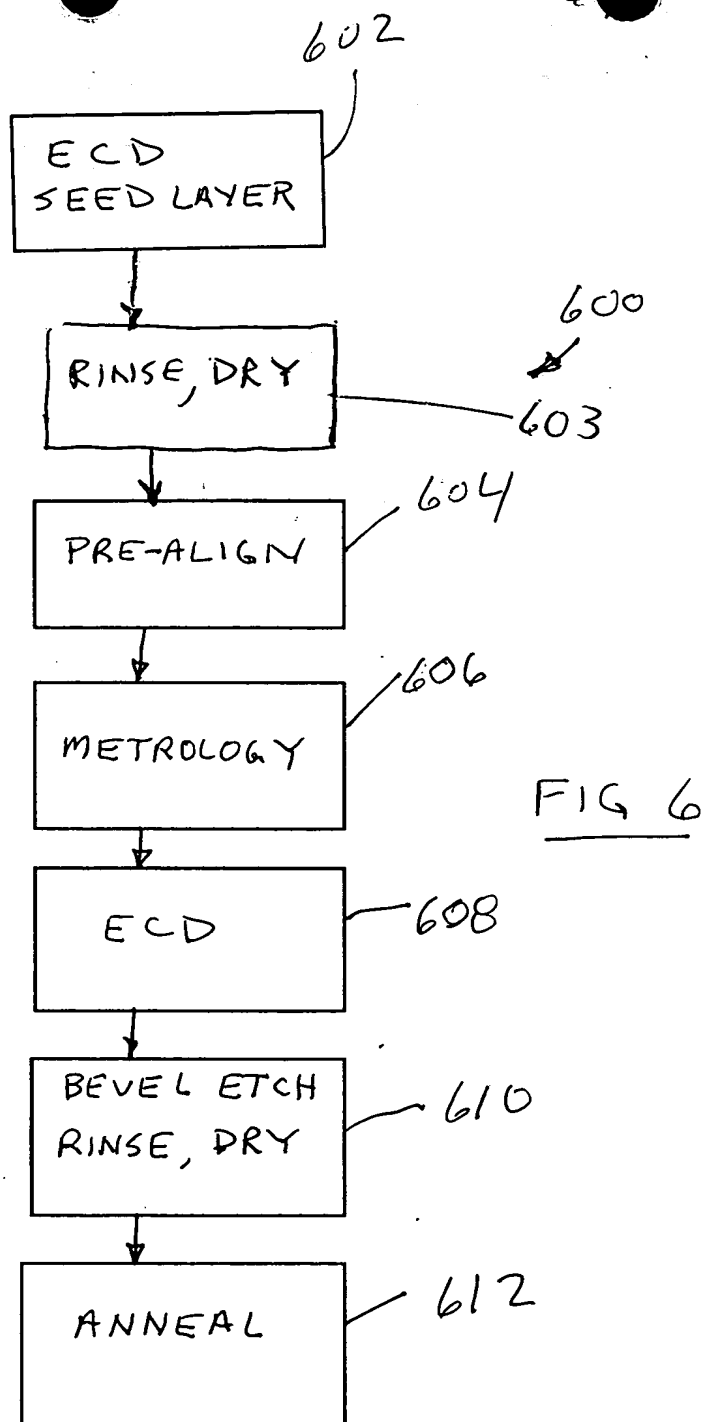 602
ECD
SEED LAYER
600
RINSE, DRY
603
604
PRE-ALIGN
606
METROLOGY
FIG 6
ECD
608
BEVEL ETCH
610
RINSE, DRY
612
ANNEAL